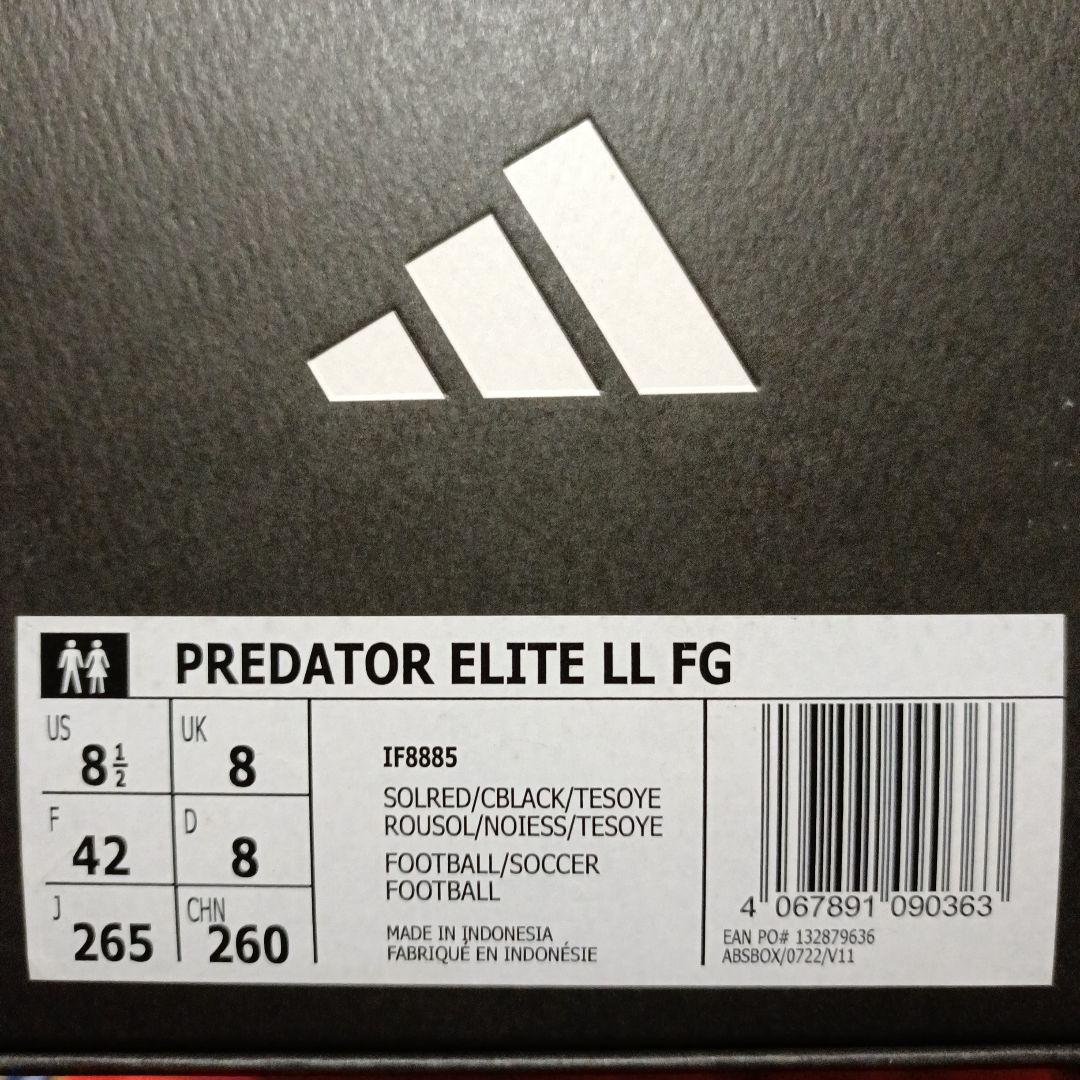 PREDATOR ELITE LL FG
US 8 1/2
UK 8
F 42
D 8
J 265
CHN 260
IF8885
SOLRED/CBLACK/TESOYE
ROUSOL/NOIESS/TESOYE
FOOTBALL/SOCCER
FOOTBALL
MADE IN INDONESIA
FABRIQUÉ EN INDONÉSIE
4 067891 090363
EAN PO# 132879636
ABSBOX/0722/V11